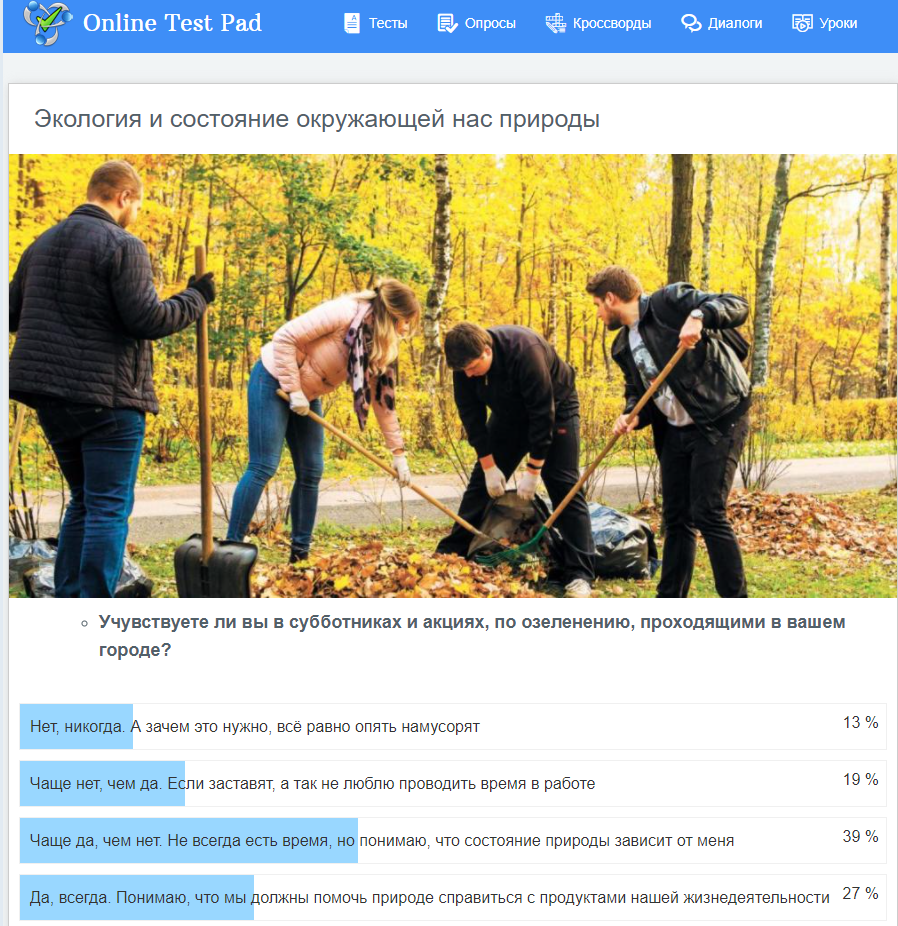 Online Test Pad
Тесты
Опросы
Кроссворды
Диалоги
Уроки
Экология и состояние окружающей нас природы
Учувствуете ли вы в субботниках и акциях, по озеленению, проходящими в вашем
городе?
Нет, никогда. А зачем это нужно, всё равно опять намусорят 13 %
Чаще нет, чем да. Если заставят, а так не люблю проводить время в работе 19 %
Чаще да, чем нет. Не всегда есть время, но понимаю, что состояние природы зависит от меня 39 %
Да, всегда. Понимаю, что мы должны помочь природе справиться с продуктами нашей жизнедеятельности 27 %